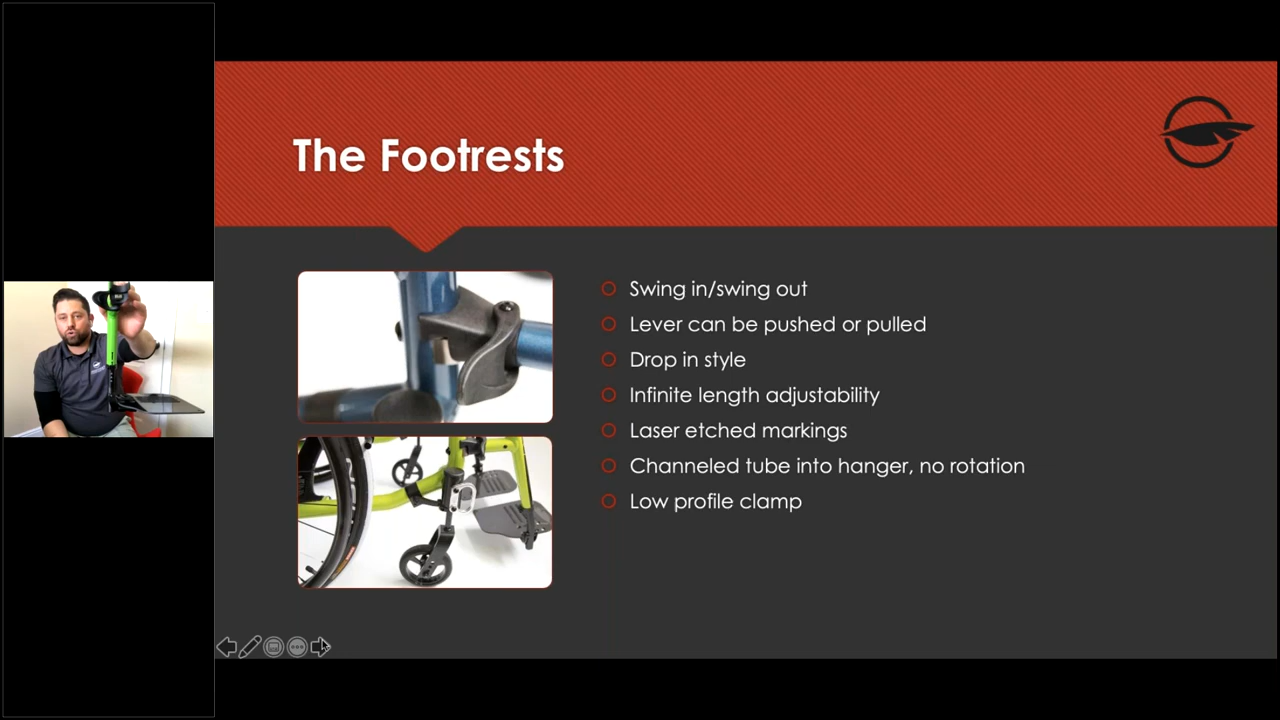 The Footrests
Swing in/swing out
Lever can be pushed or pulled
Drop in style
Infinite length adjustability
Laser etched markings
Channeled tube into hanger, no rotation
Low profile clamp